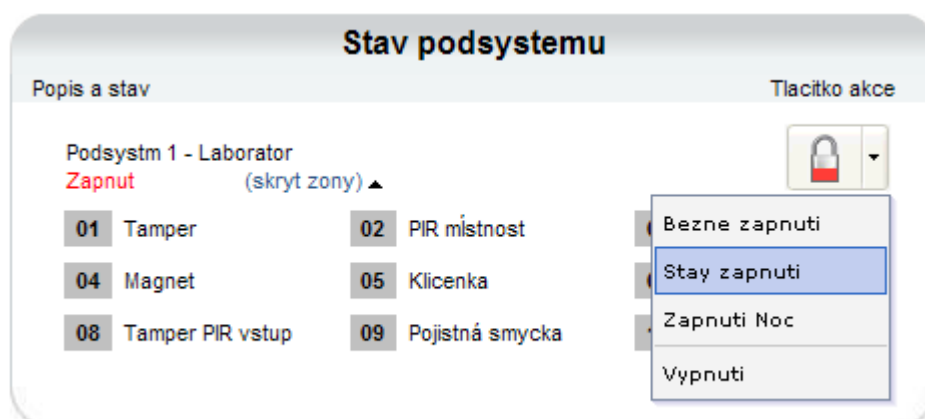 Stav podsystemu
Popis a stav Tlacitko akce
Podsystm 1 - Laborator
Zapnut (skryt zony)
01 Tamper 02 PIR místnost
04 Magnet 05 Klicenka
08 Tamper PIR vstup 09 Pojistná smycka
Bezne zapnuti
Stay zapnuti
Zapnuti Noc
Vypnuti